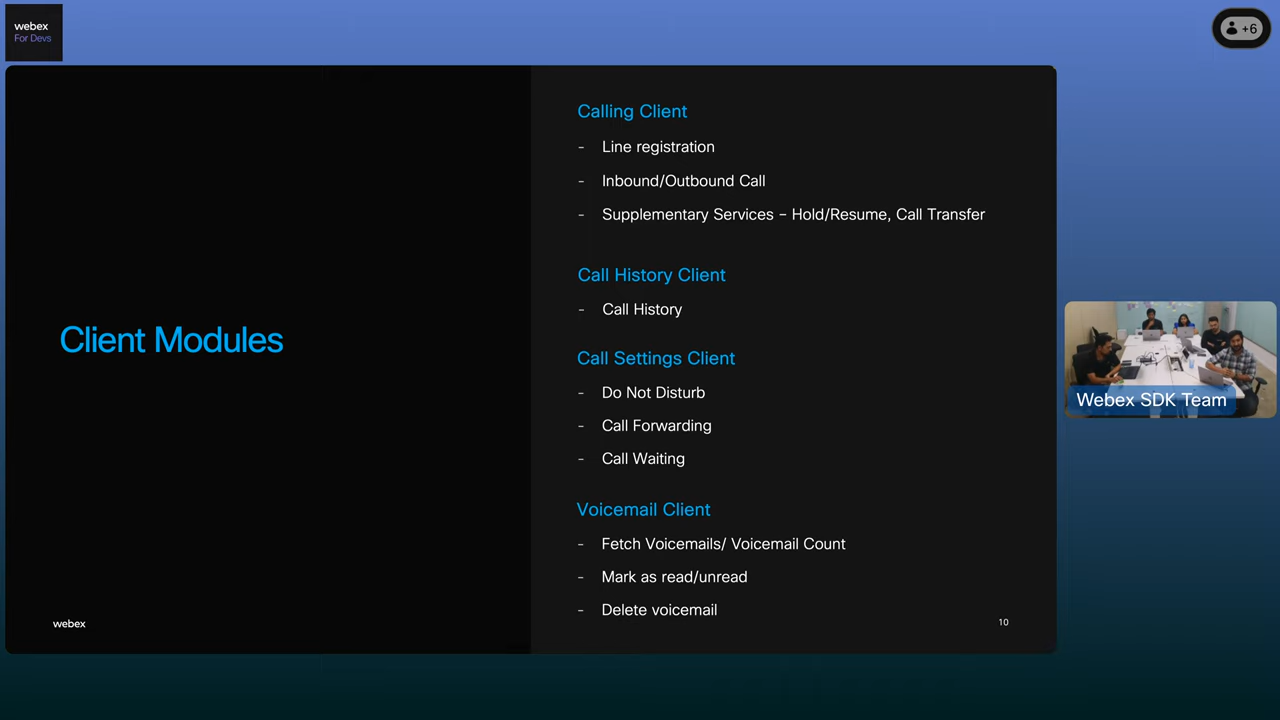 webex
For Devs
+6
Calling Client
- Line registration
- Inbound/Outbound Call
- Supplementary Services – Hold/Resume, Call Transfer
Call History Client
- Call History
Client Modules
Call Settings Client
- Do Not Disturb
- Call Forwarding
- Call Waiting
Webex SDK Team
Voicemail Client
- Fetch Voicemails/ Voicemail Count
- Mark as read/unread
- Delete voicemail
webex
10